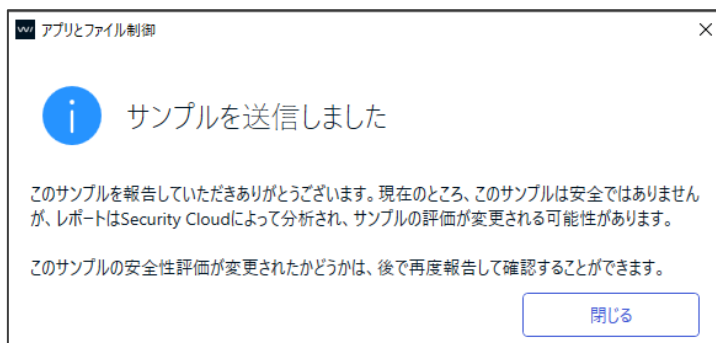 W/ アプリとファイル制御
サンプルを送信しました
このサンプルを報告していただきありがとうございます。現在のところ、このサンプルは安全ではありません
が、レポートはSecurity Cloudによって分析され、サンプルの評価が変更される可能性があります。
このサンプルの安全性評価が変更されたかどうかは、後で再度報告して確認することができます。
閉じる